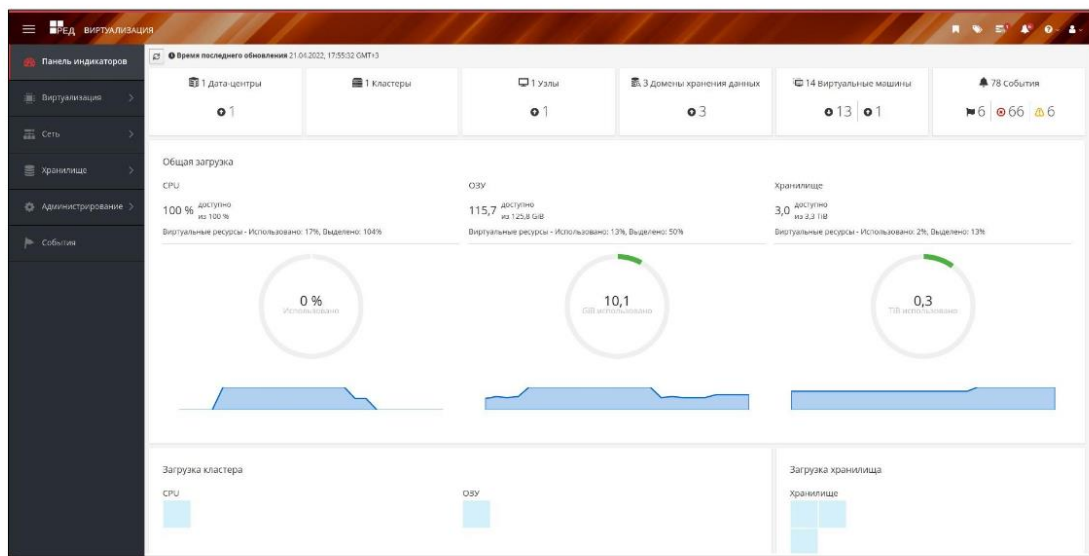 РЕД ВИРТУАЛИЗАЦИЯ
Панель индикаторов
Виртуализация
Сеть
Хранилище
Администрирование
События
Время последнего обновления 21.04.2022, 17:55:32 GMT+3
1 Дата-центры
1
1 Кластеры
1 Узлы
1
3 Домены хранения данных
3
14 Виртуальные машины
13 1
78 События
6 66 6
Общая загрузка
CPU
100 % доступно
из 100 %
Виртуальные ресурсы - Использовано: 17%, Выделено: 104%
0 %
Использовано
ОЗУ
115,7 доступно
из 125,8 GiB
Виртуальные ресурсы - Использовано: 13%, Выделено: 50%
10,1
GiB использовано
Хранилище
3,0 доступно
из 3,3 TiB
Виртуальные ресурсы - Использовано: 2%, Выделено: 13%
0,3
TiB использовано
Загрузка кластера
CPU
ОЗУ
Загрузка хранилища
Хранилище